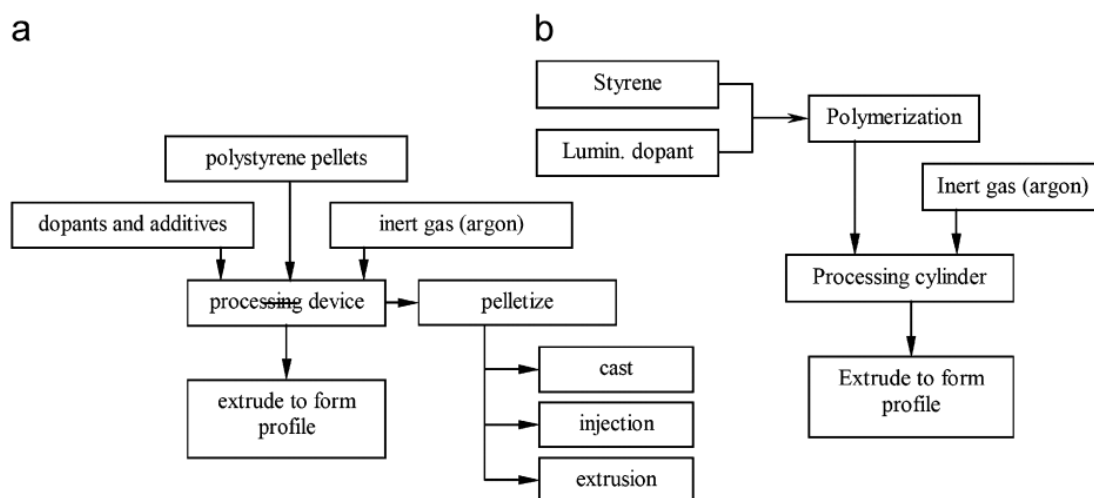 a
polystyrene pellets
dopants and additives
inert gas (argon)
processing device
pelletize
extrude to form
profile
cast
injection
extrusion
b
Styrene
Lumin. dopant
Polymerization
Inert gas (argon)
Processing cylinder
Extrude to form
profile